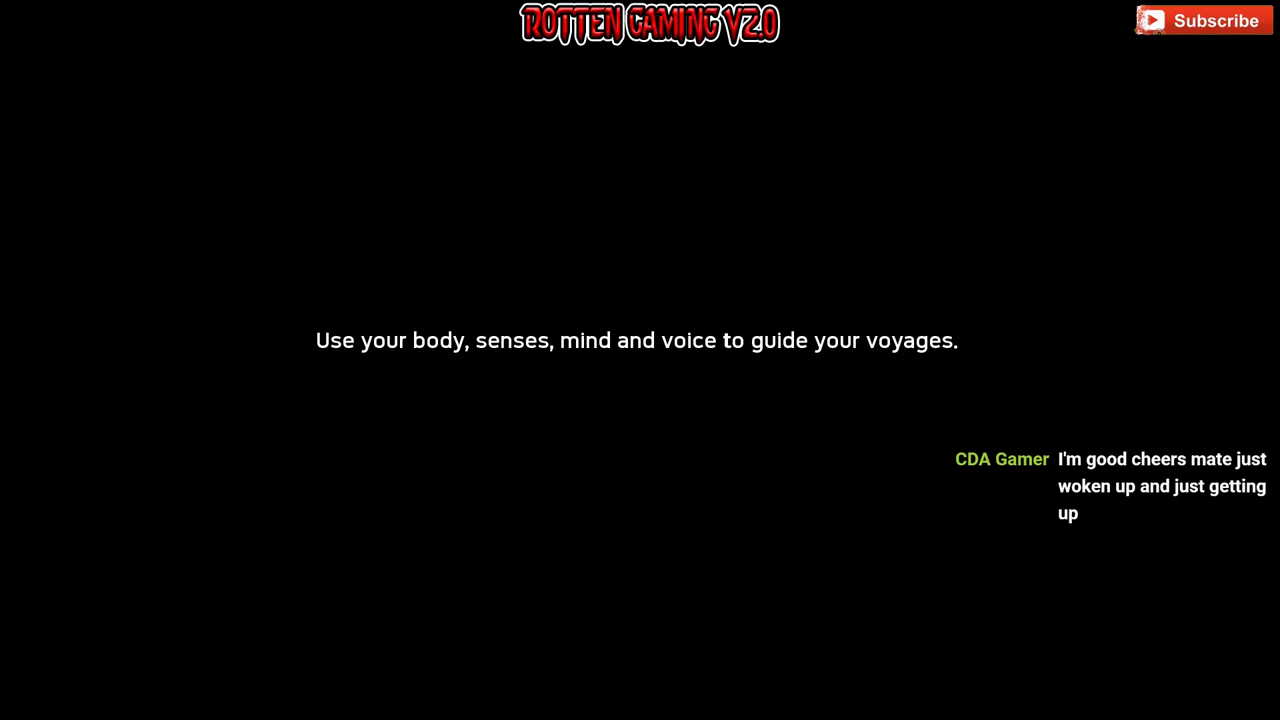 ROTTEN GAMING V2.0
Subscribe
Use your body, senses, mind and voice to guide your voyages.
CDA Gamer I'm good cheers mate just
woken up and just getting
up